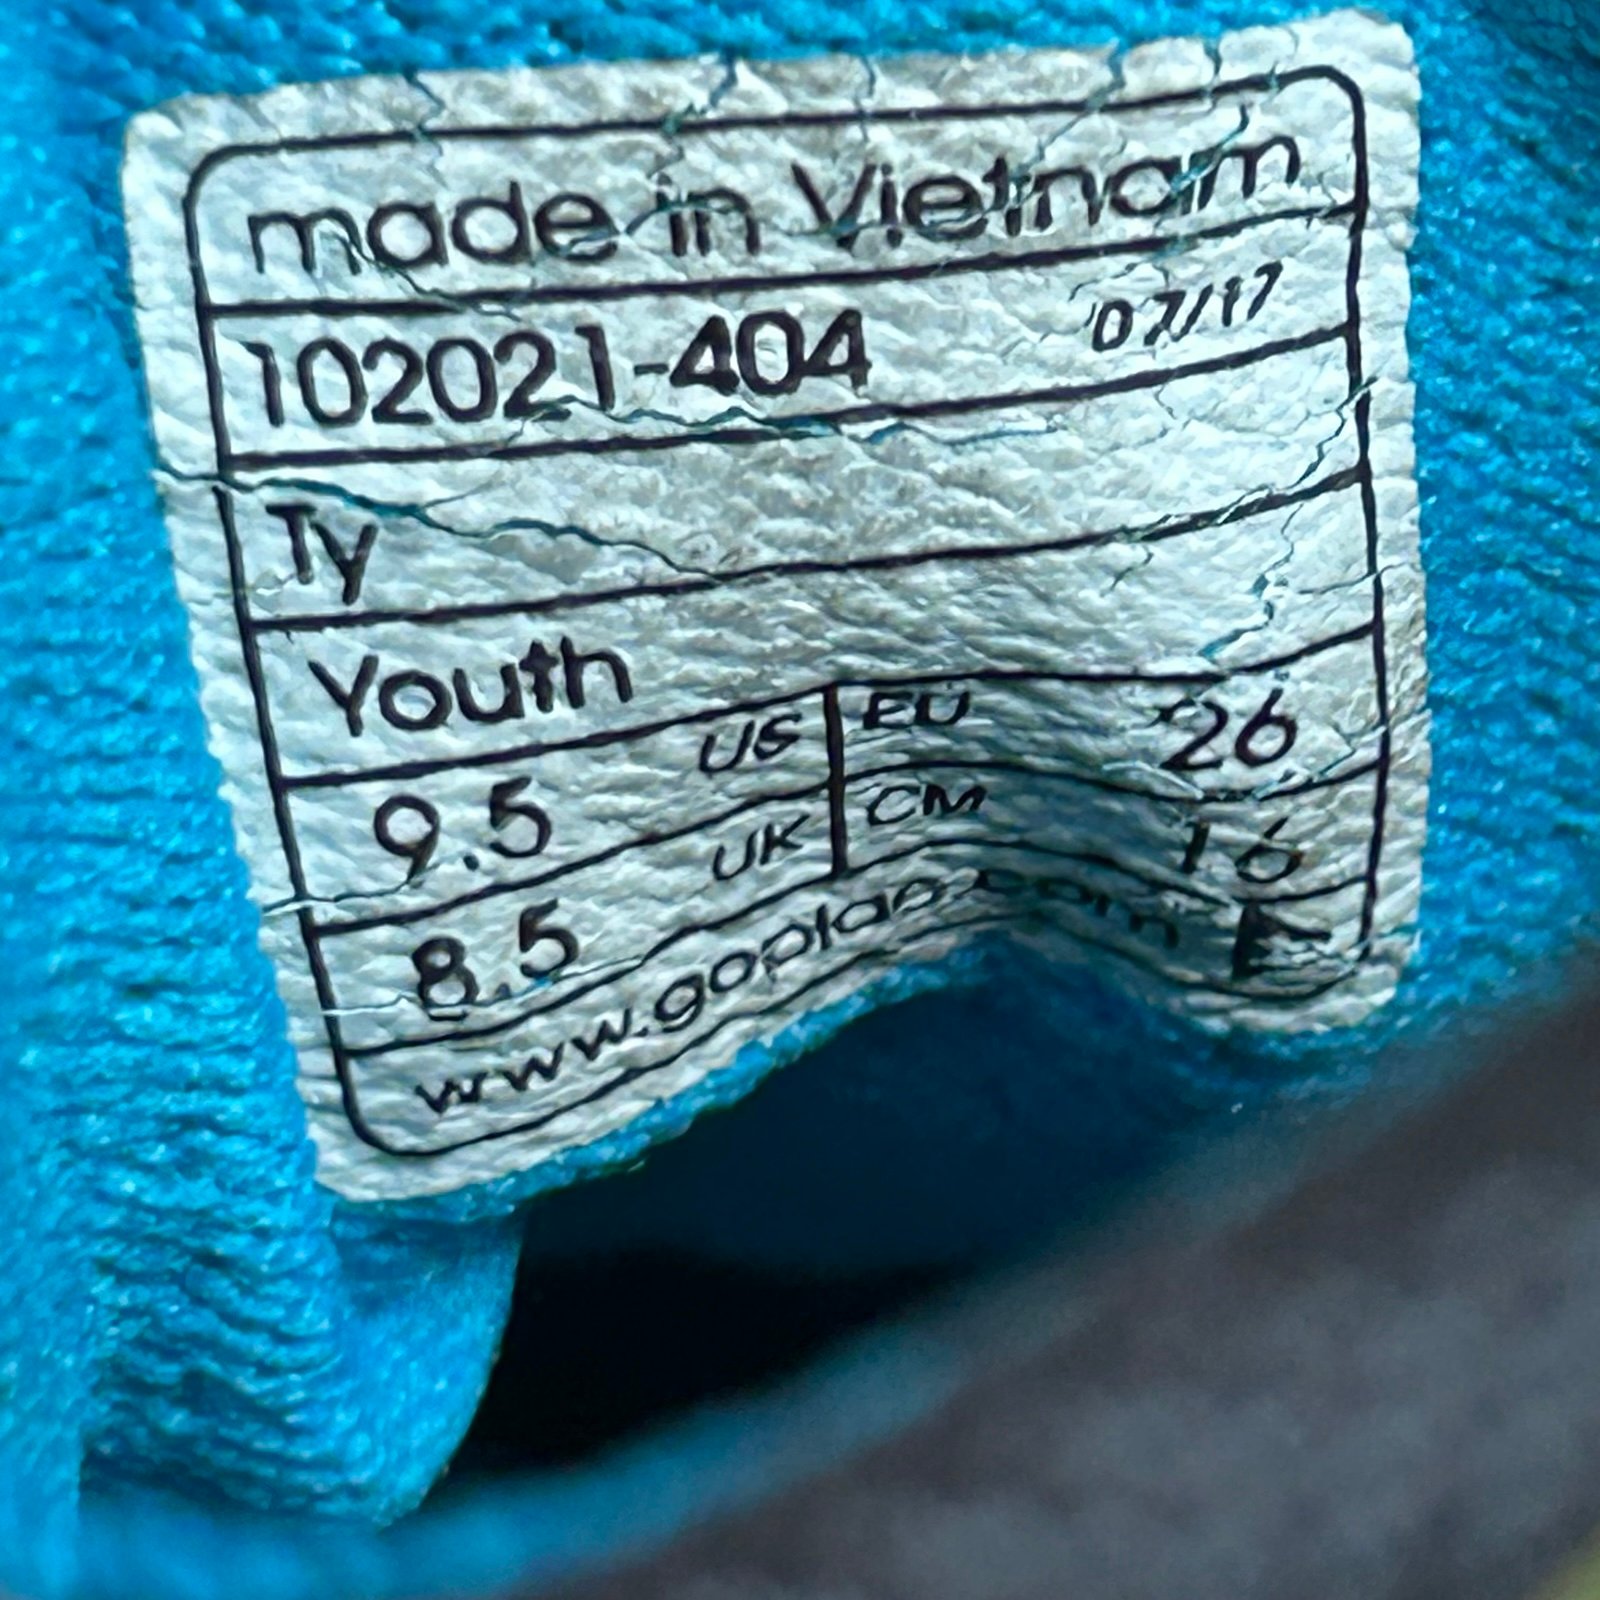 made in Vietnam
102021-404 07/17
Ty
Youth
9.5 US EU 26
8.5 UK CM 16
www.goplae.com